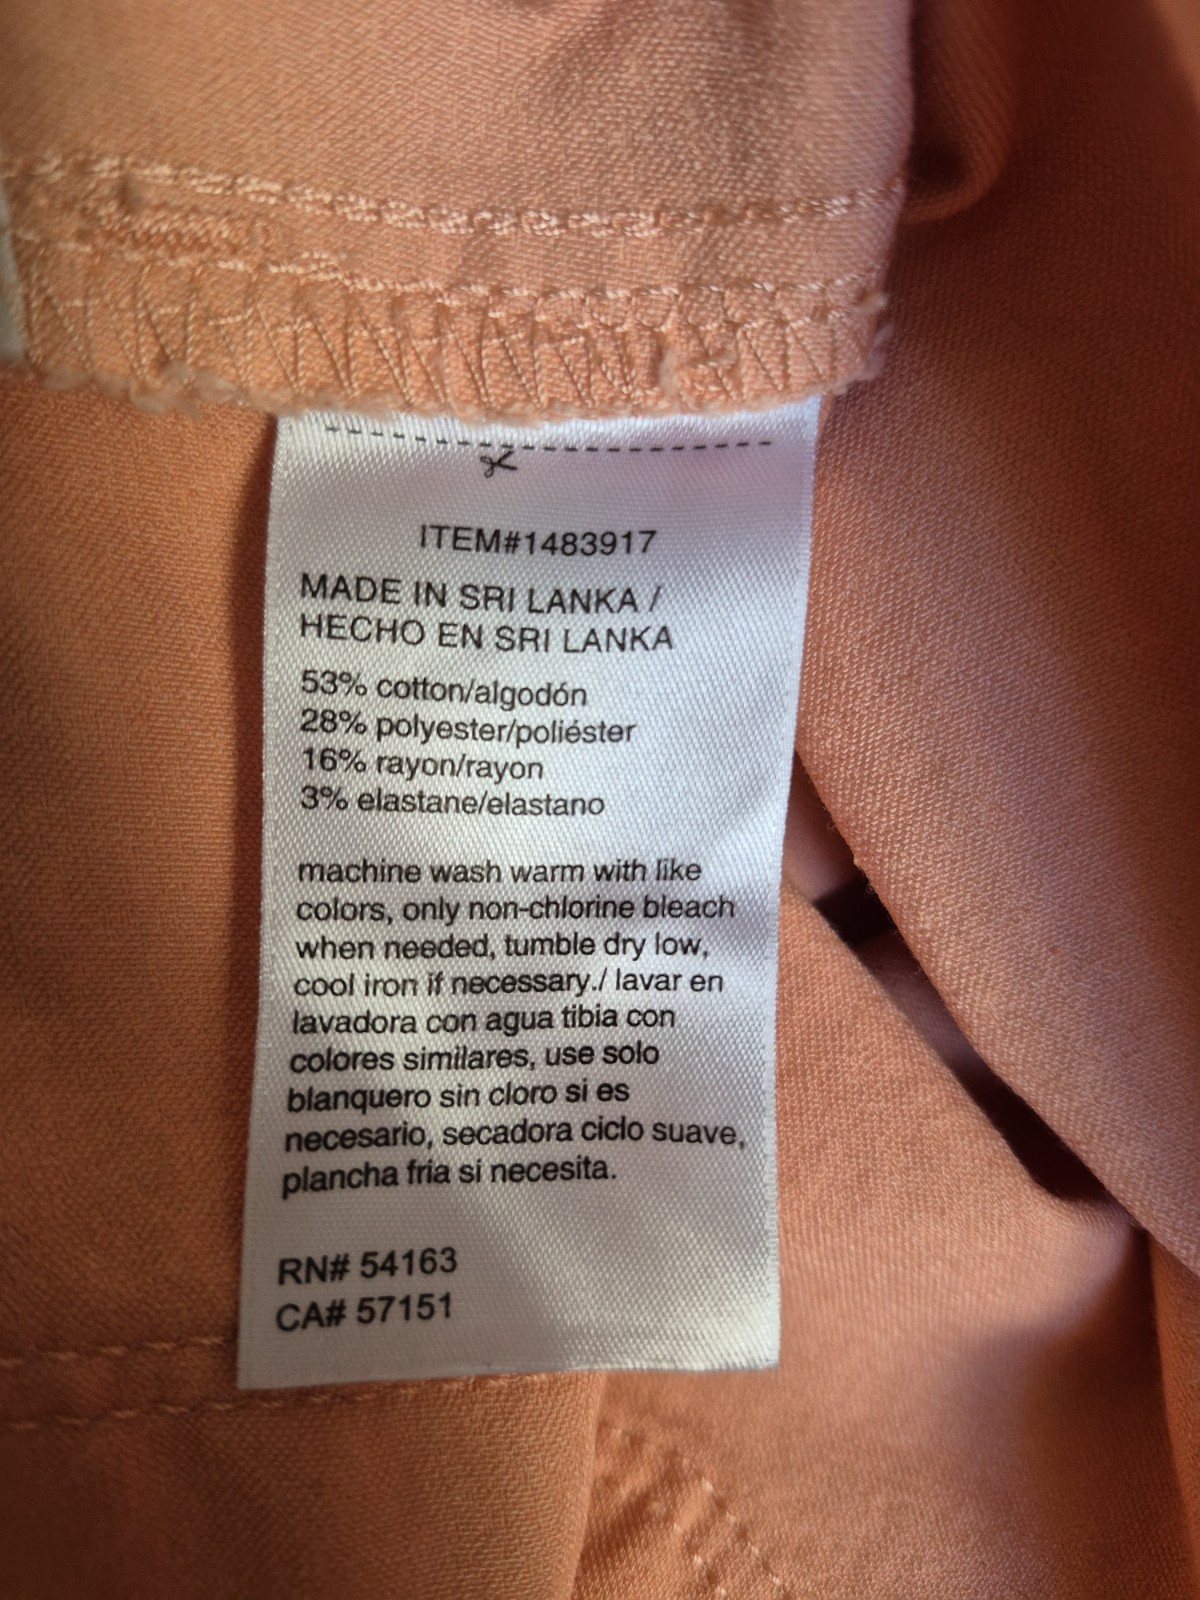 ITEM#1483917
MADE IN SRI LANKA /
HECHO EN SRI LANKA
53% cotton/algodón
28% polyester/poliéster
16% rayon/rayon
3% elastane/elastano
machine wash warm with like
colors, only non-chlorine bleach
when needed, tumble dry low,
cool iron if necessary./ lavar en
lavadora con agua tibia con
colores similares, use solo
blanquero sin cloro si es
necesario, secadora ciclo suave,
plancha fria si necesita.
RN# 54163
CA# 57151